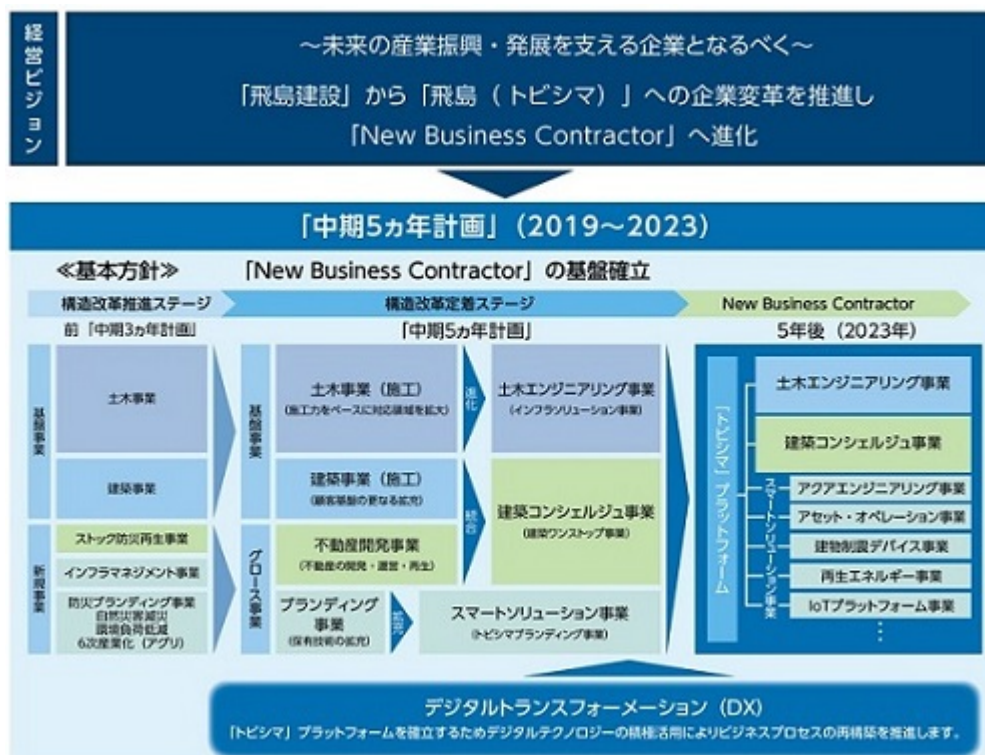 経営ビジョン
～未来の産業振興・発展を支える企業となるべく～
「飛島建設」から「飛島（トビシマ）」への企業変革を推進し
「New Business Contractor」へ進化
「中期5ヵ年計画」（2019～2023）
≪基本方針≫ 「New Business Contractor」の基盤確立
構造改革推進ステージ
構造改革定着ステージ
New Business Contractor
前「中期3ヵ年計画」
「中期5ヵ年計画」
5年後（2023年）
基盤事業
土木事業
建築事業
新規事業
ストック防災再生事業
インフラマネジメント事業
防災ブランディング事業
自然災害減災
環境負荷低減
6次産業化（アグリ）
基盤事業
土木事業（施工）
（施工力をベースに対応領域を拡大）
進化
土木エンジニアリング事業
（インフラソリューション事業）
建築事業（施工）
（顧客基盤の更なる拡充）
グロース事業
不動産開発事業
（不動産の開発・運営・再生）
統合
建築コンシェルジュ事業
（建築ワンストップ事業）
ブランディング
事業
（保有技術の拡充）
拡充
スマートソリューション事業
（トビシマブランディング事業）
「トビシマ」プラットフォーム
土木エンジニアリング事業
建築コンシェルジュ事業
スマートソリューション事業
アクアエンジニアリング事業
アセット・オペレーション事業
建物制震デバイス事業
再生エネルギー事業
IoTプラットフォーム事業
⋮
デジタルトランスフォーメーション（DX）
「トビシマ」プラットフォームを確立するためデジタルテクノロジーの積極活用によりビジネスプロセスの再構築を推進します。